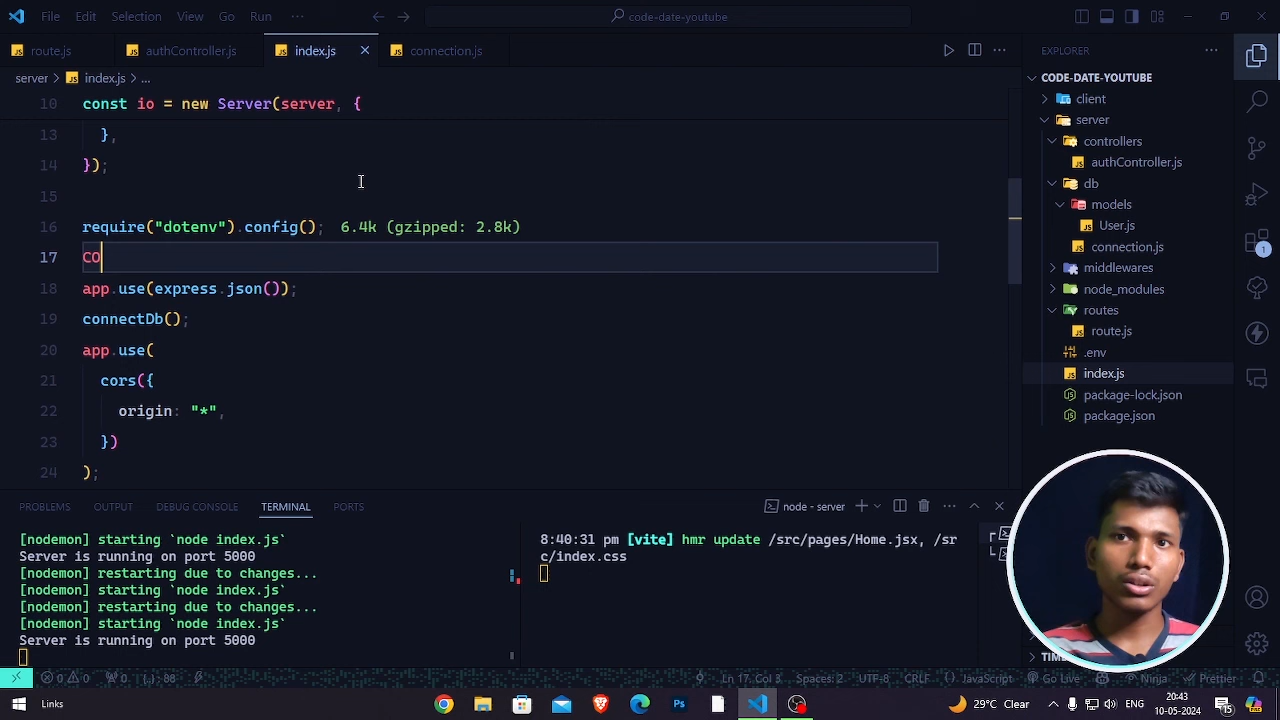 File Edit Selection View Go Run ··· code-date-youtube
route.js authController.js index.js connection.js
EXPLORER
server > index.js > ...
CODE-DATE-YOUTUBE
client
server
controllers
authController.js
db
models
User.js
connection.js
middlewares
node_modules
routes
route.js
.env
index.js
package-lock.json
package.json
10 const io = new Server(server, {
13 },
14 });
15
16 require("dotenv").config(); 6.4k (gzipped: 2.8k)
17 CO
18 app.use(express.json());
19 connectDb();
20 app.use(
21 cors({
22 origin: "*",
23 })
24 );
PROBLEMS OUTPUT DEBUG CONSOLE TERMINAL PORTS
node - server
[nodemon] starting `node index.js`
Server is running on port 5000
[nodemon] restarting due to changes...
[nodemon] starting `node index.js`
[nodemon] restarting due to changes...
[nodemon] starting `node index.js`
Server is running on port 5000
8:40:31 pm [vite] hmr update /src/pages/Home.jsx, /sr
c/index.css
1
TIM
0 0 0 {..}: 88 Ln 17, Col 3 Spaces: 2 UTF-8 CRLF {} JavaScript Go Live Ninja Prettier
Links
29°C Clear
20:43
10-05-2024